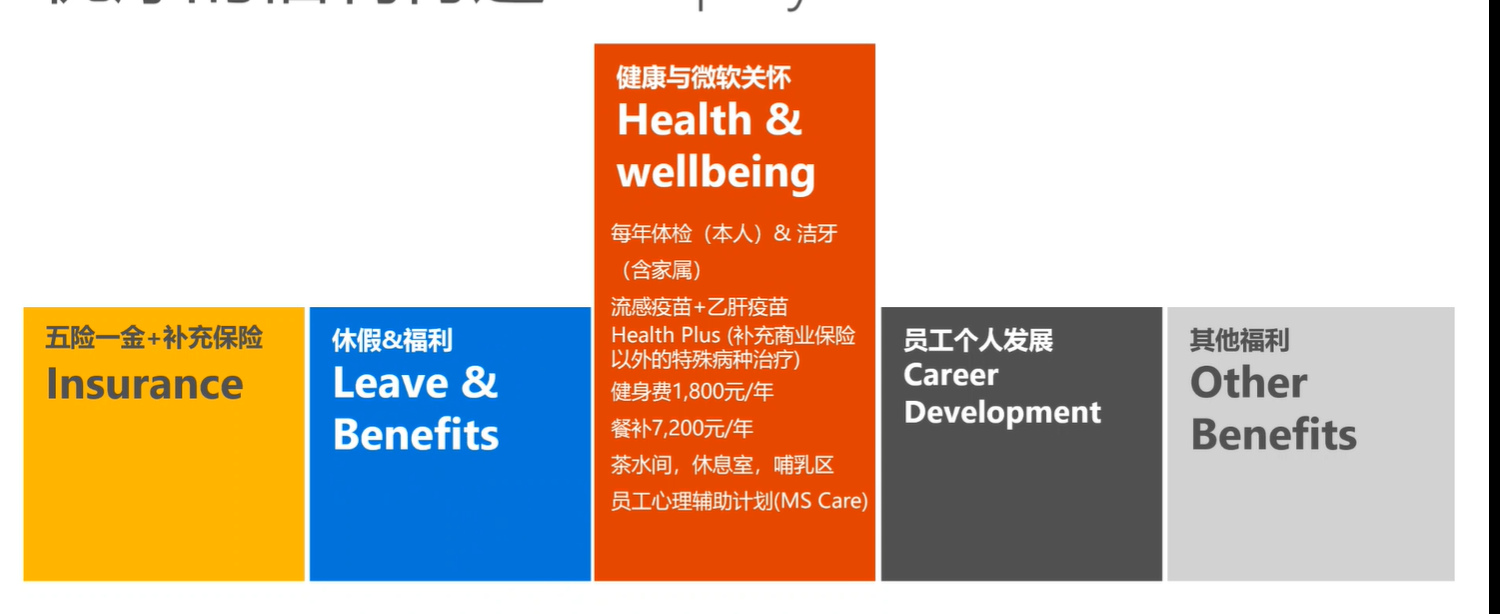 健康与微软关怀
Health &
wellbeing
每年体检（本人）& 洁牙
（含家属）
流感疫苗+乙肝疫苗
Health Plus (补充商业保险
以外的特殊病种治疗)
健身费1,800元/年
餐补7,200元/年
茶水间，休息室，哺乳区
员工心理辅助计划(MS Care)
五险一金+补充保险
Insurance
休假&福利
Leave &
Benefits
员工个人发展
Career
Development
其他福利
Other
Benefits